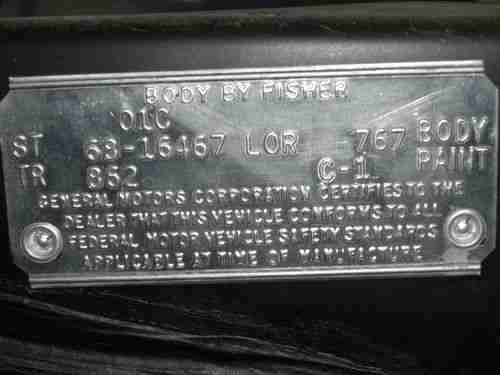 BODY BY FISHER
01C
ST 68-16467 LOR 767 BODY
TR 862 C-1 PAINT
GENERAL MOTORS CORPORATION CERTIFIES TO THE
DEALER THAT THIS VEHICLE CONFORMS TO ALL
FEDERAL MOTOR VEHICLE SAFETY STANDARDS
APPLICABLE AT TIME OF MANUFACTURE